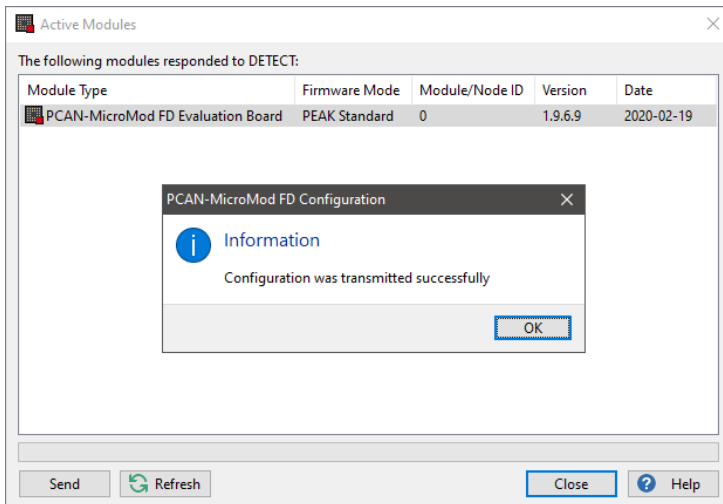 Active Modules
The following modules responded to DETECT:
Module Type Firmware Mode Module/Node ID Version Date
PCAN-MicroMod FD Evaluation Board PEAK Standard 0 1.9.6.9 2020-02-19
PCAN-MicroMod FD Configuration
Information
Configuration was transmitted successfully
OK
Send Refresh Close Help